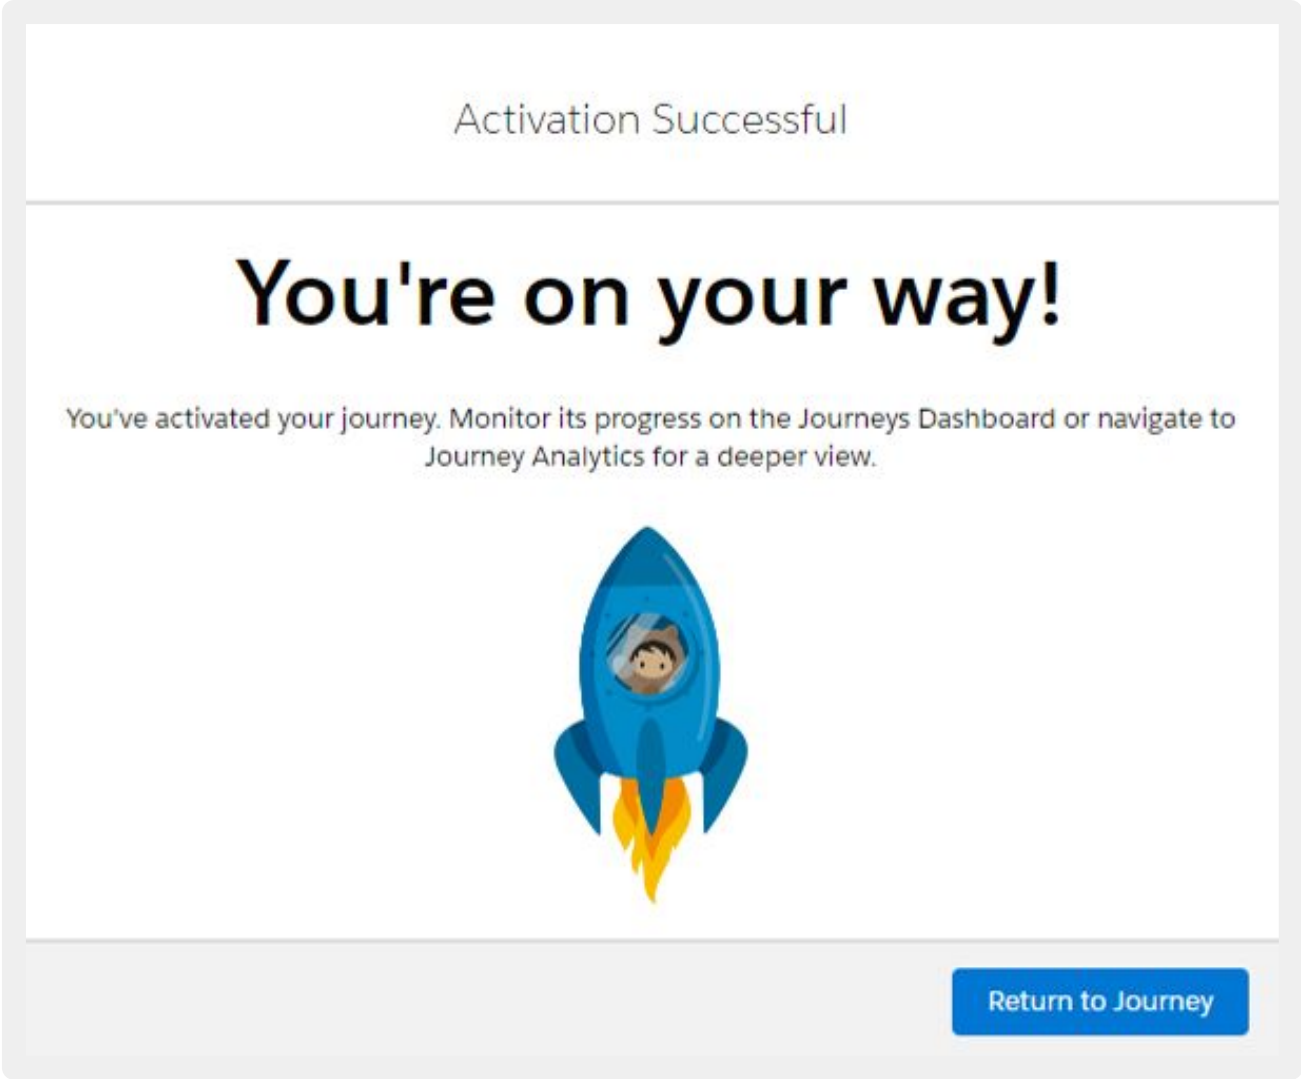 Activation Successful
You're on your way!
You've activated your journey. Monitor its progress on the Journeys Dashboard or navigate to
Journey Analytics for a deeper view.
Return to Journey